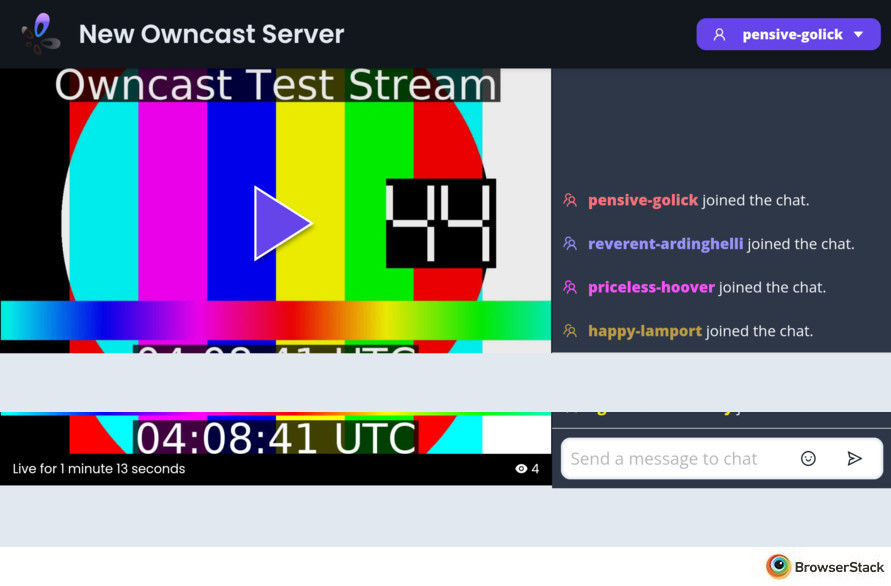 New Owncast Server
pensive-golick
Owncast Test Stream
44
pensive-golick joined the chat.
reverent-ardinghelli joined the chat.
priceless-hoover joined the chat.
happy-lamport joined the chat.
04:08:41 UTC
04:08:41 UTC
Live for 1 minute 13 seconds
4
Send a message to chat
BrowserStack